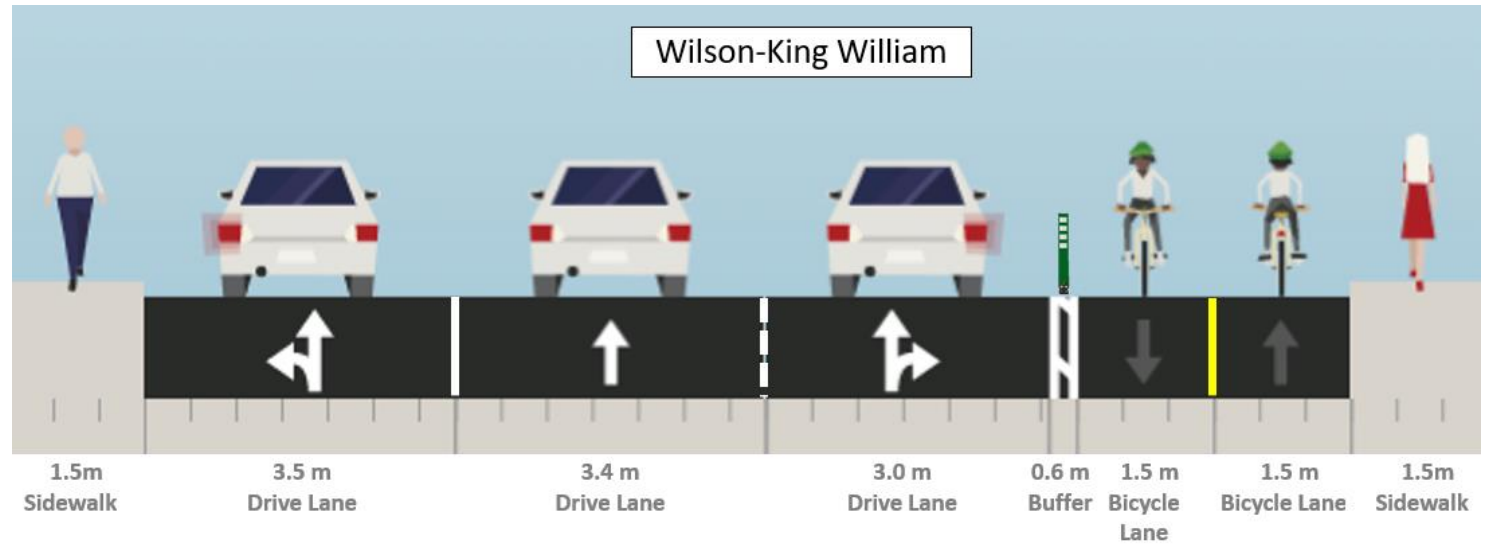 Wilson-King William
1.5m
Sidewalk
3.5 m
Drive Lane
3.4 m
Drive Lane
3.0 m
Drive Lane
0.6 m
Buffer
1.5 m
Bicycle
Lane
1.5 m
Bicycle Lane
1.5m
Sidewalk